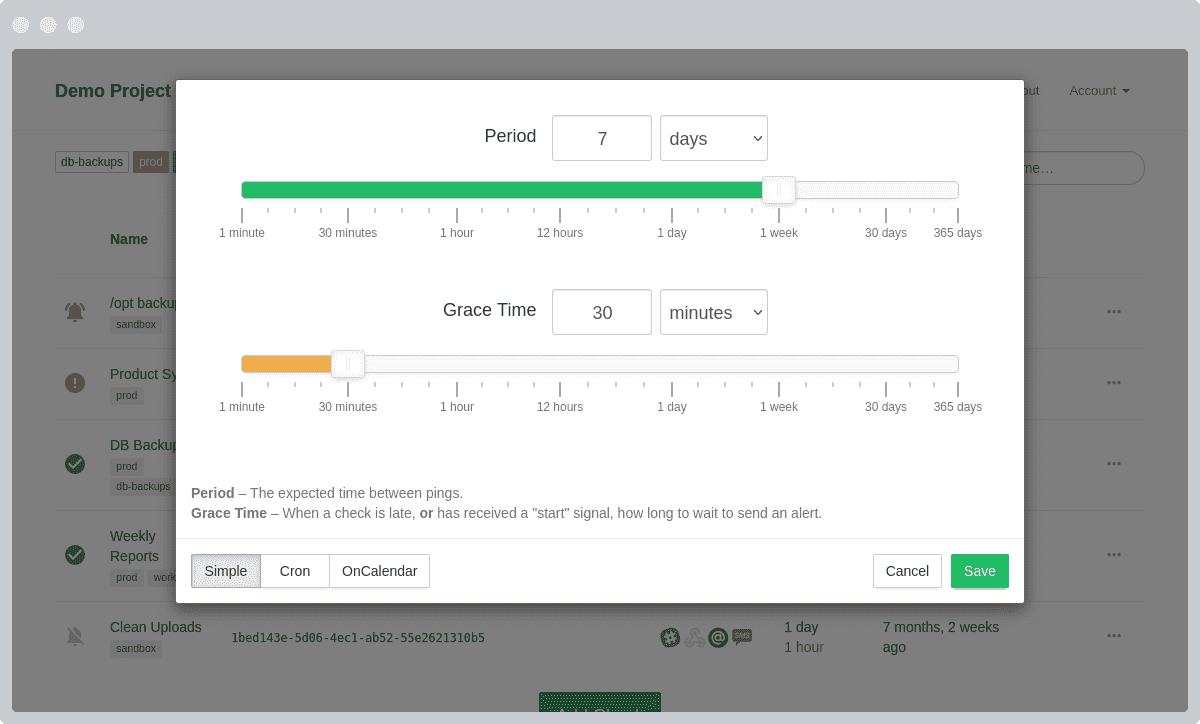 Demo Project
Account
db-backups prod
Period 7 days
1 minute 30 minutes 1 hour 12 hours 1 day 1 week 30 days 365 days
Name
Grace Time 30 minutes
1 minute 30 minutes 1 hour 12 hours 1 day 1 week 30 days 365 days
/opt backup
sandbox
Product Sy
prod
DB Backup
prod
db-backups
Weekly
Reports
prod work
Period – The expected time between pings.
Grace Time – When a check is late, or has received a "start" signal, how long to wait to send an alert.
Simple Cron OnCalendar Cancel Save
Clean Uploads
sandbox
1bed143e-5d06-4ec1-ab52-55e2621310b5
SMS
1 day
1 hour
7 months, 2 weeks
ago